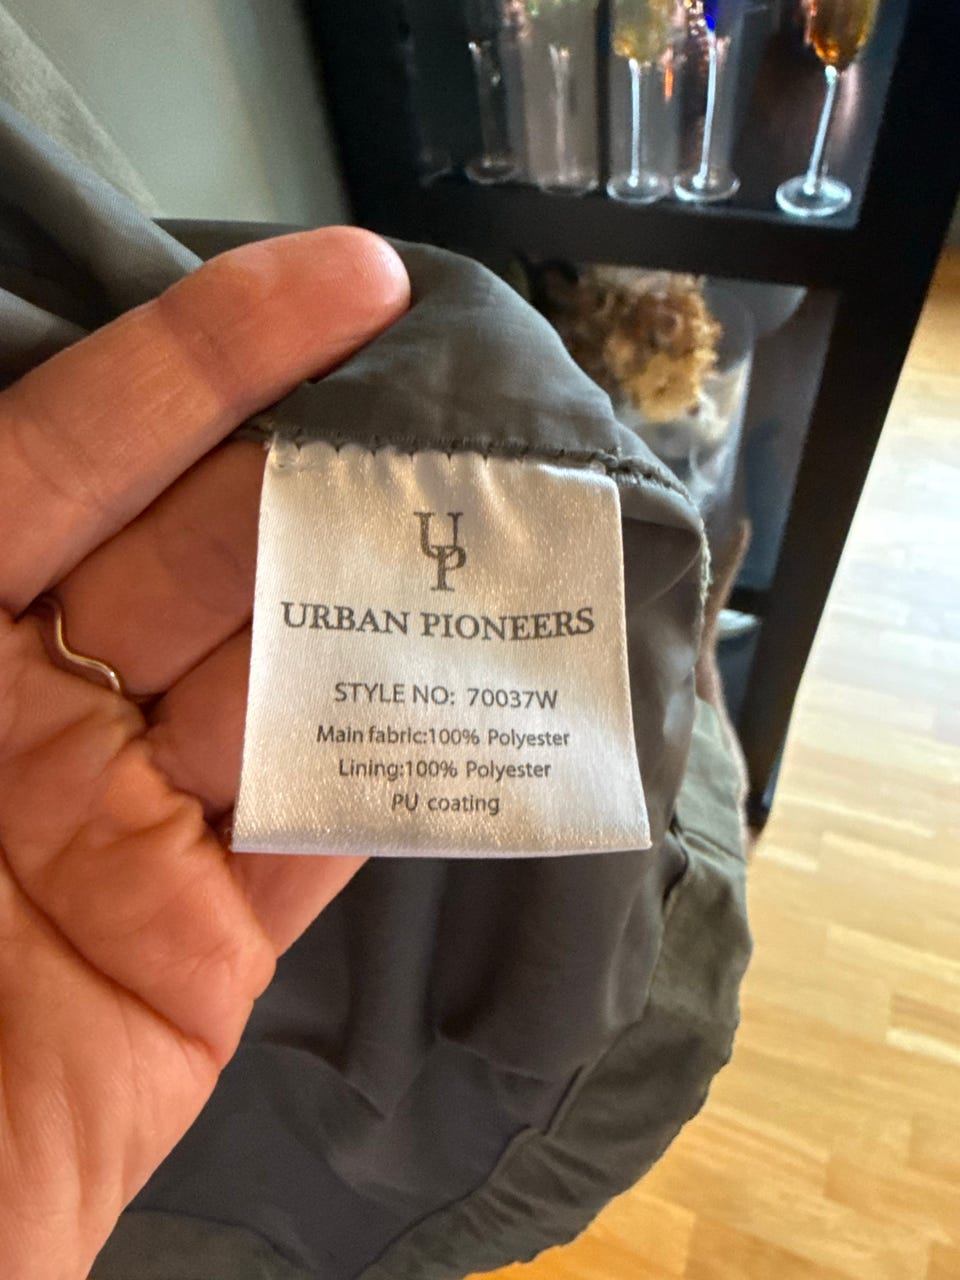 UP
URBAN PIONEERS
STYLE NO: 70037W
Main fabric:100% Polyester
Lining:100% Polyester
PU coating